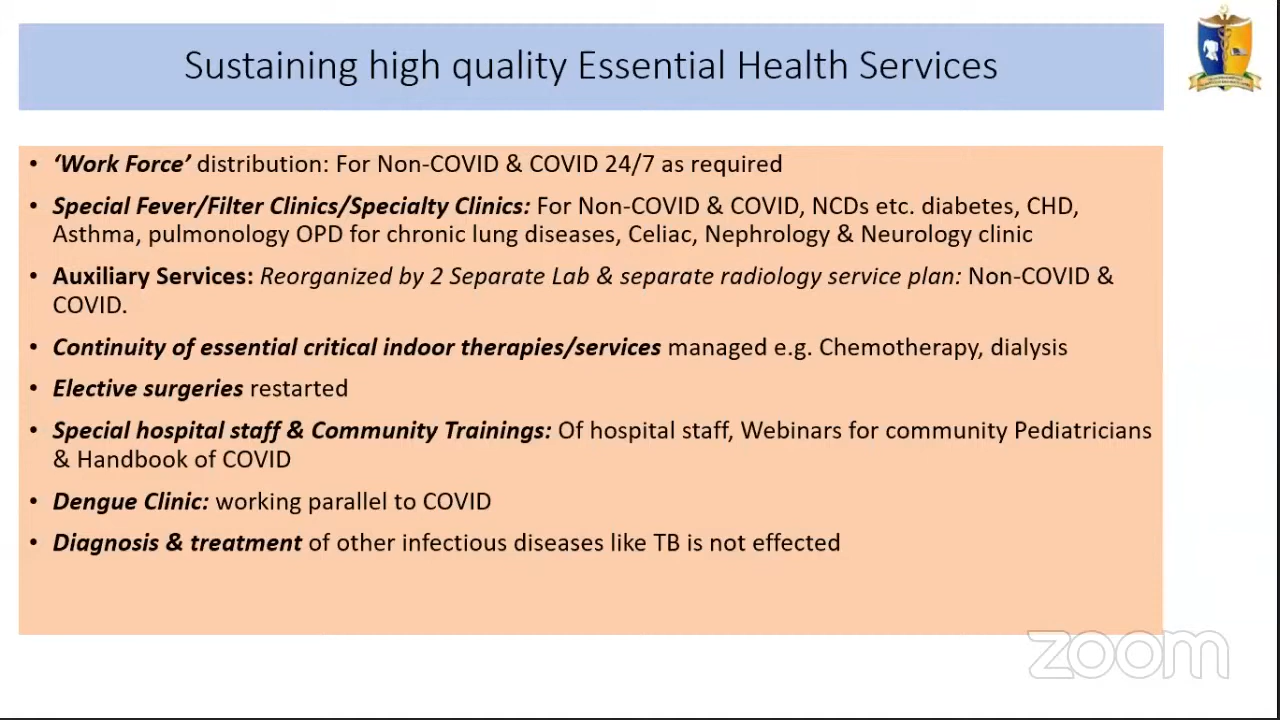 Sustaining high quality Essential Health Services
• ‘Work Force’ distribution: For Non-COVID & COVID 24/7 as required
• Special Fever/Filter Clinics/Specialty Clinics: For Non-COVID & COVID, NCDs etc. diabetes, CHD,
Asthma, pulmonology OPD for chronic lung diseases, Celiac, Nephrology & Neurology clinic
• Auxiliary Services: Reorganized by 2 Separate Lab & separate radiology service plan: Non-COVID &
COVID.
• Continuity of essential critical indoor therapies/services managed e.g. Chemotherapy, dialysis
• Elective surgeries restarted
• Special hospital staff & Community Trainings: Of hospital staff, Webinars for community Pediatricians
& Handbook of COVID
• Dengue Clinic: working parallel to COVID
• Diagnosis & treatment of other infectious diseases like TB is not effected
zoom